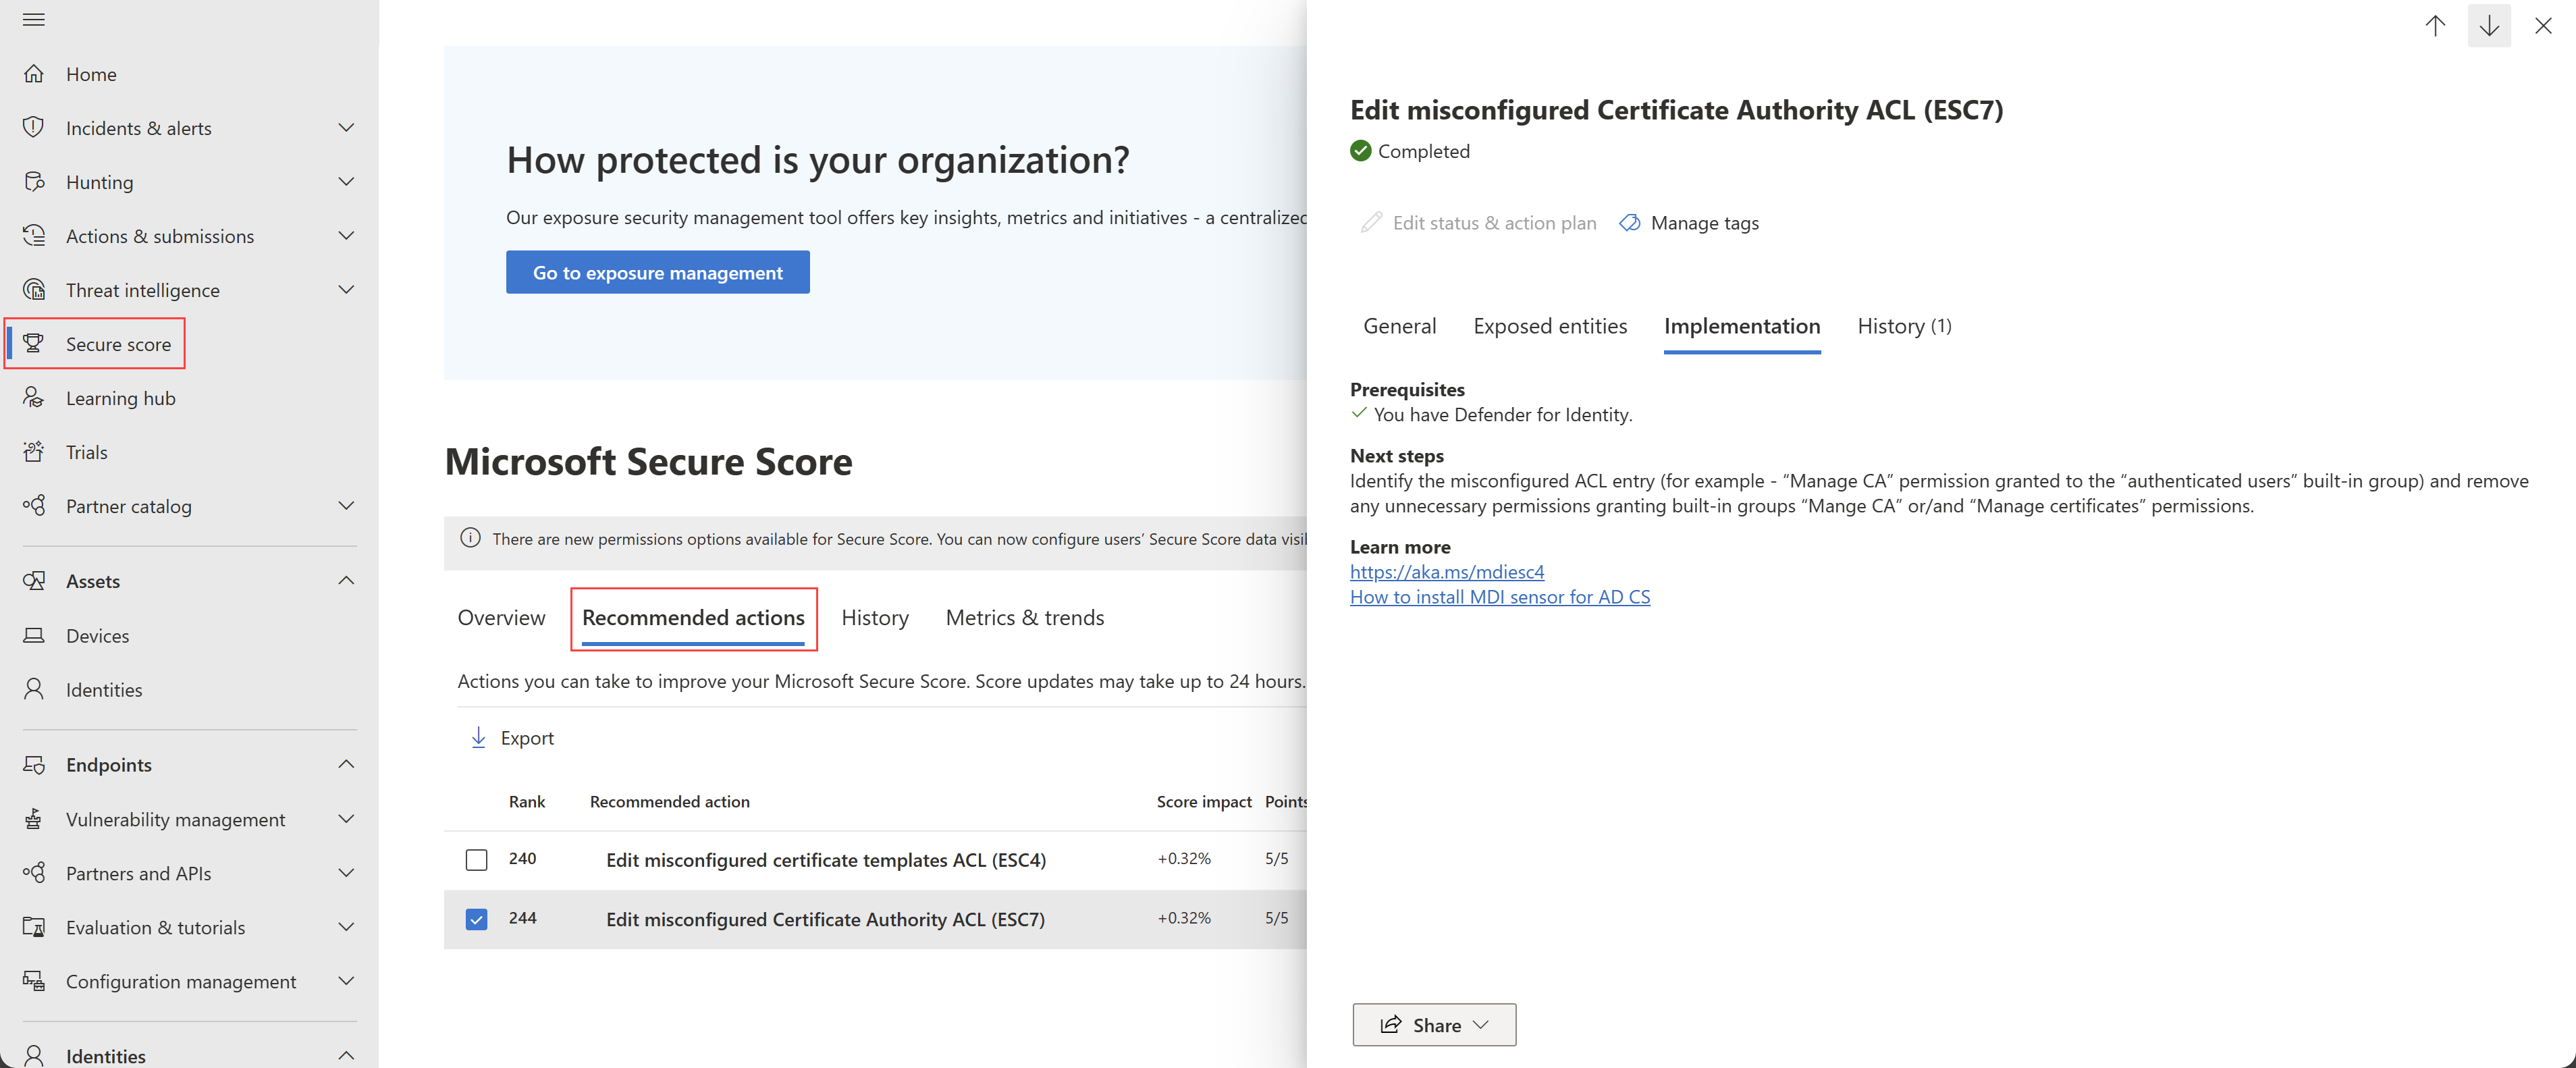 Home
Incidents & alerts
Hunting
Actions & submissions
Threat intelligence
Secure score
Learning hub
Trials
Partner catalog
Assets
Devices
Identities
Endpoints
Vulnerability management
Partners and APIs
Evaluation & tutorials
Configuration management
Identities
How protected is your organization?
Our exposure security management tool offers key insights, metrics and initiatives - a centralized
Go to exposure management
Microsoft Secure Score
There are new permissions options available for Secure Score. You can now configure users’ Secure Score data
Overview Recommended actions History Metrics & trends
Actions you can take to improve your Microsoft Secure Score. Score updates may take up to 24 hours.
Export
Rank Recommended action Score impact Points
240 Edit misconfigured certificate templates ACL (ESC4) +0.32% 5/5
244 Edit misconfigured Certificate Authority ACL (ESC7) +0.32% 5/5
Edit misconfigured Certificate Authority ACL (ESC7)
Completed
Edit status & action plan Manage tags
General Exposed entities Implementation History (1)
Prerequisites
You have Defender for Identity.
Next steps
Identify the misconfigured ACL entry (for example - “Manage CA” permission granted to the “authenticated users” built-in group) and remove
any unnecessary permissions granting built-in groups “Mange CA” or/and “Manage certificates” permissions.
Learn more
https://aka.ms/mdiesc4
How to install MDI sensor for AD CS
Share